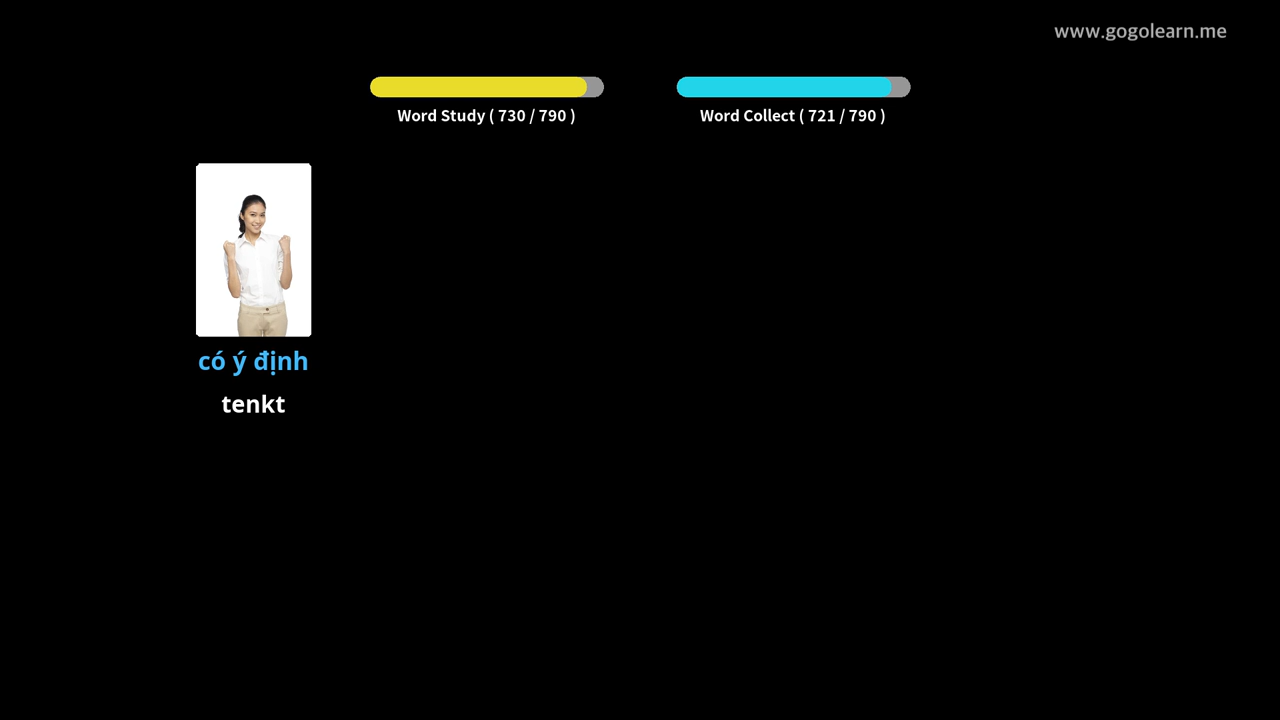 www.gogolearn.me
Word Study ( 730 / 790 )
Word Collect ( 721 / 790 )
có ý định
tenkt